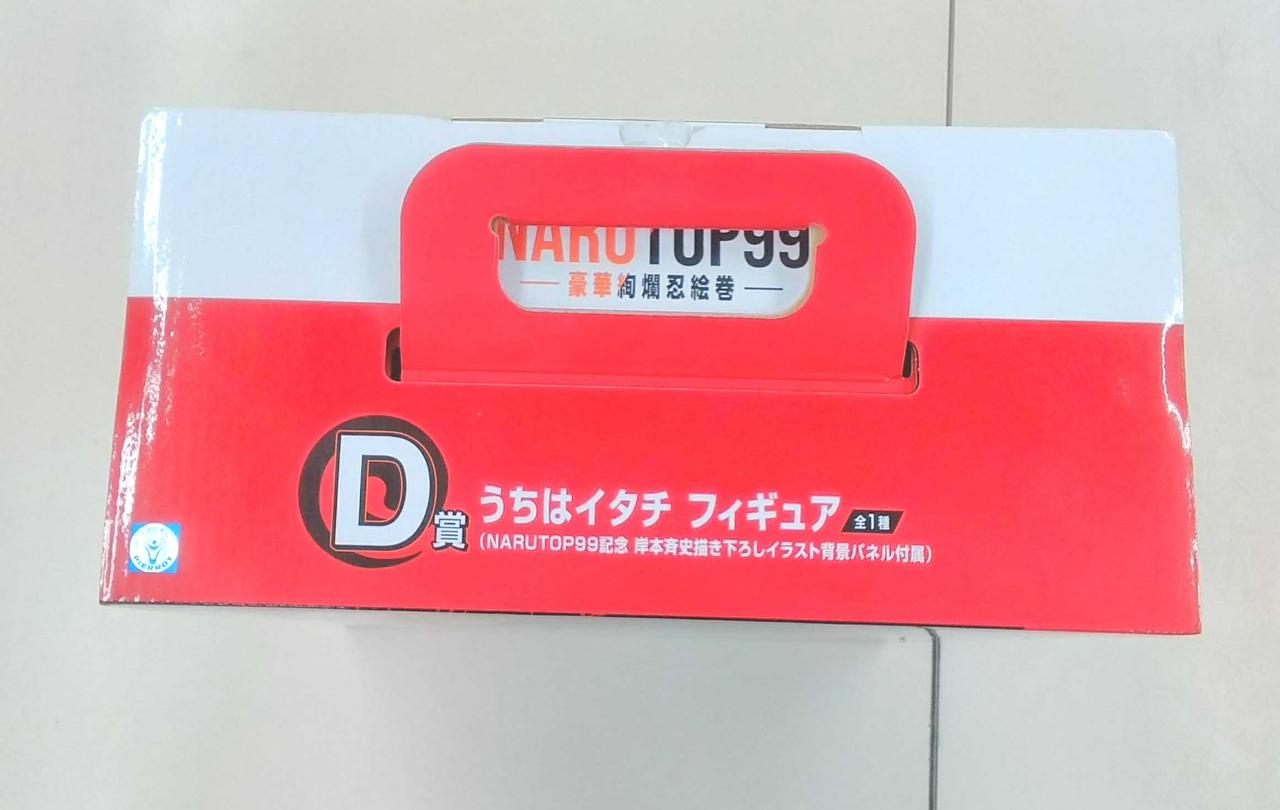 NARUTOP99
豪華絢爛忍絵巻
D賞
うちはイタチ フィギュア 全1種
(NARUTOP99記念 岸本斉史描き下ろしイラスト背景パネル付属)
PIERROT